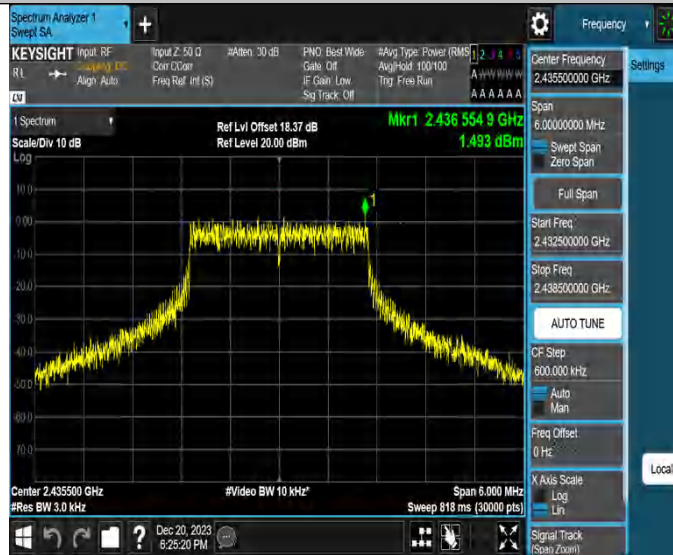 Spectrum Analyzer 1
Swept SA
+
Frequency
KEYSIGHT
Input: RF
Coupling: DC
Align: Auto
Input Z: 50 Ω
Corr CCorr
Freq Ref: Int (S)
#Atten: 30 dB
PNO: Best Wide
Gate: Off
IF Gain: Low
Sig Track: Off
#Avg Type: Power (RMS
Avg|Hold: 100/100
Trig: Free Run
1 2 3 4 5 6
A W W W W W
A A A A A A
RL
1 Spectrum
Scale/Div 10 dB
Ref Lvl Offset 18.37 dB
Ref Level 20.00 dBm
Mkr1 2.436 554 9 GHz
1.493 dBm
Log
10.0
0.00
-10.0
-20.0
-30.0
-40.0
-50.0
-60.0
-70.0
1
Center 2.435500 GHz
#Res BW 3.0 kHz
#Video BW 10 kHz*
Span 6.000 MHz
Sweep 818 ms (30000 pts)
Center Frequency
2.435500000 GHz
Settings
Span
6.00000000 MHz
Swept Span
Zero Span
Full Span
Start Freq
2.432500000 GHz
Stop Freq
2.438500000 GHz
AUTO TUNE
CF Step
600.000 kHz
Auto
Man
Freq Offset
0 Hz
X Axis Scale
Log
Lin
Local
Signal Track
(Span Zoom)
?
Dec 20, 2023
6:25:20 PM